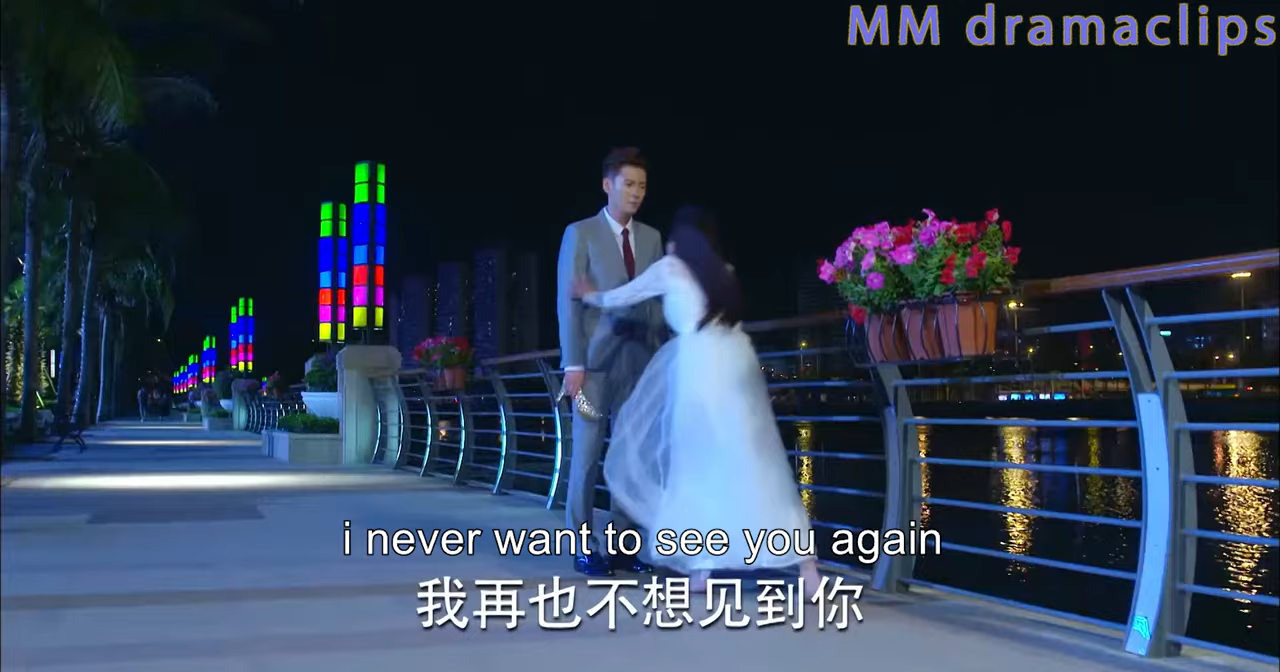 MM dramaclips
i never want to see you again
我再也不想见到你